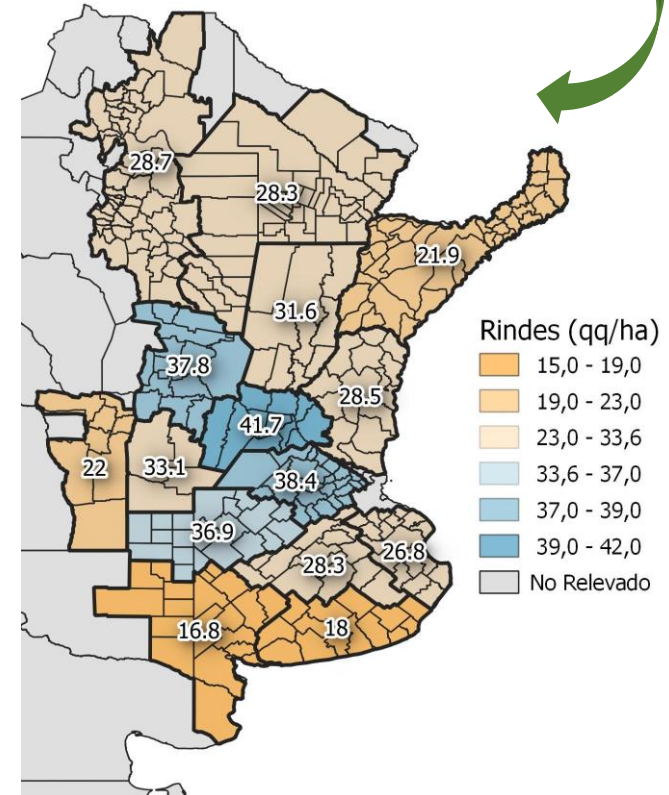 28.7
28.3
21.9
31.6
37.8
28.5
41.7
22
33.1
38.4
36.9
28.3
26.8
16.8
18
Rindes (qq/ha)
15,0 - 19,0
19,0 - 23,0
23,0 - 33,6
33,6 - 37,0
37,0 - 39,0
39,0 - 42,0
No Relevado